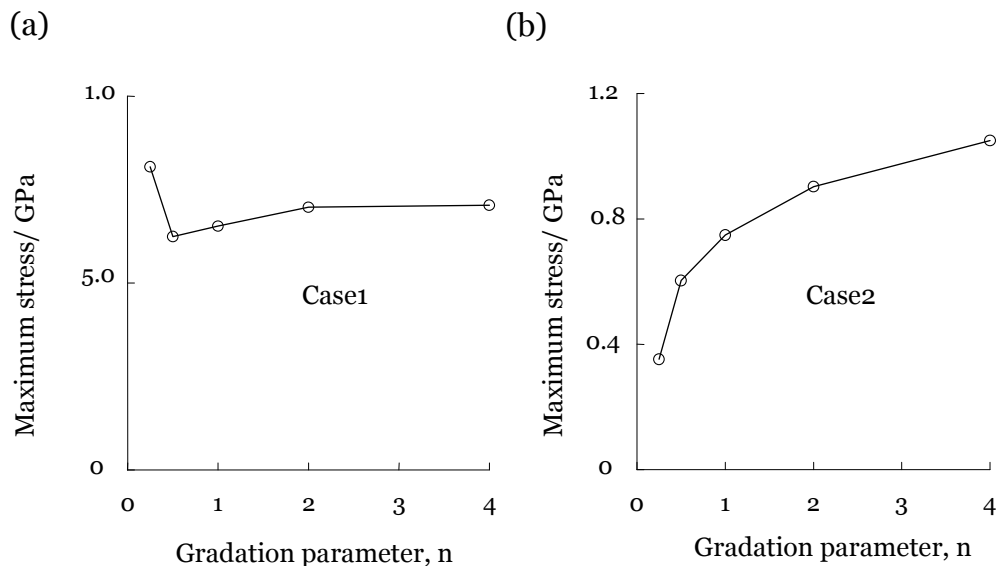 (a)
1.0
5.0
0
0
1
2
3
4
Maximum stress/ GPa
Case1
Gradation parameter, n
(b)
1.2
0.8
0.4
0
0
1
2
3
4
Maximum stress/ GPa
Case2
Gradation parameter, n